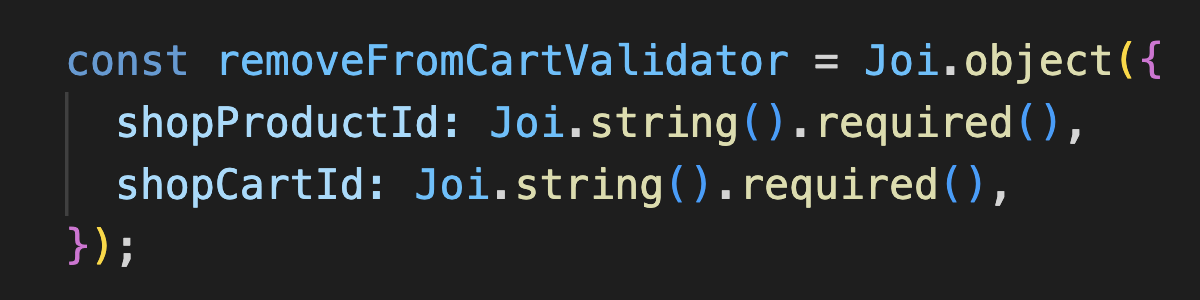 const removeFromCartValidator = Joi.object({
  shopProductId: Joi.string().required(),
  shopCartId: Joi.string().required(),
});